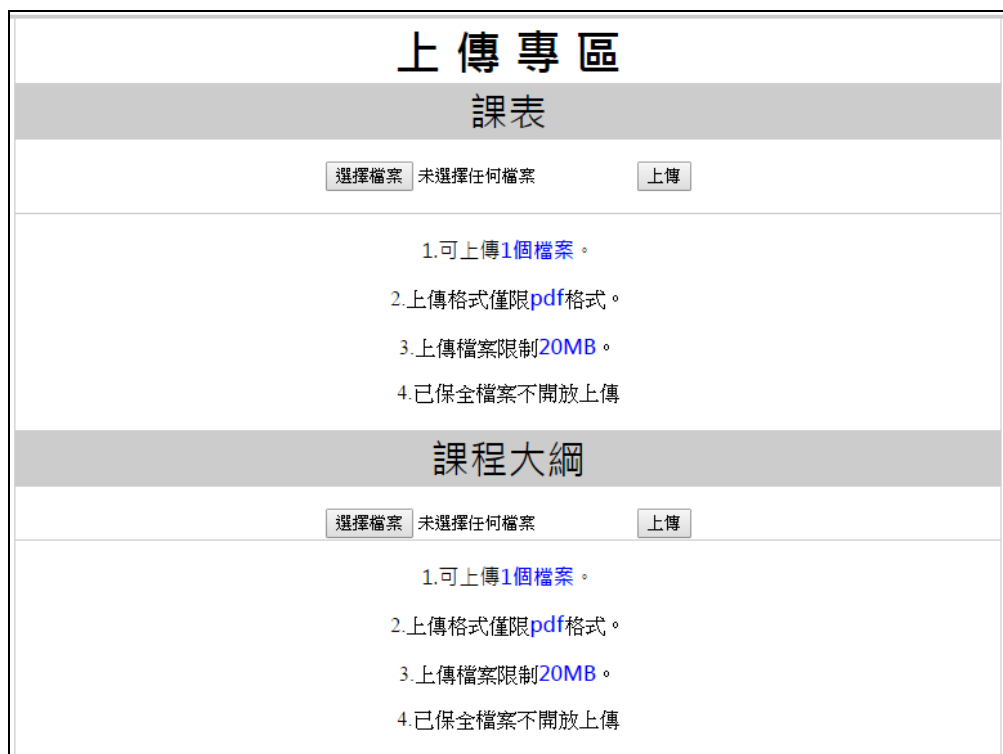 上傳專區
課表
選擇檔案 未選擇任何檔案 上傳
1.可上傳1個檔案。
2.上傳格式僅限pdf格式。
3.上傳檔案限制20MB。
4.已保全檔案不開放上傳
課程大綱
選擇檔案 未選擇任何檔案 上傳
1.可上傳1個檔案。
2.上傳格式僅限pdf格式。
3.上傳檔案限制20MB。
4.已保全檔案不開放上傳